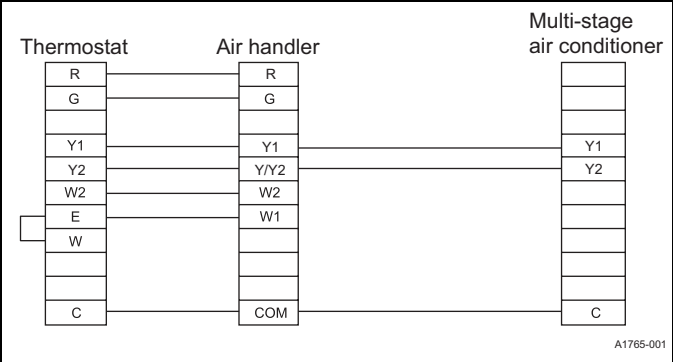 Multi-stage
air conditioner
Thermostat Air handler
R R
G G
Y1 Y1 Y1
Y2 Y/Y2 Y2
W2 W2
E W1
W
C COM C
A1765-001